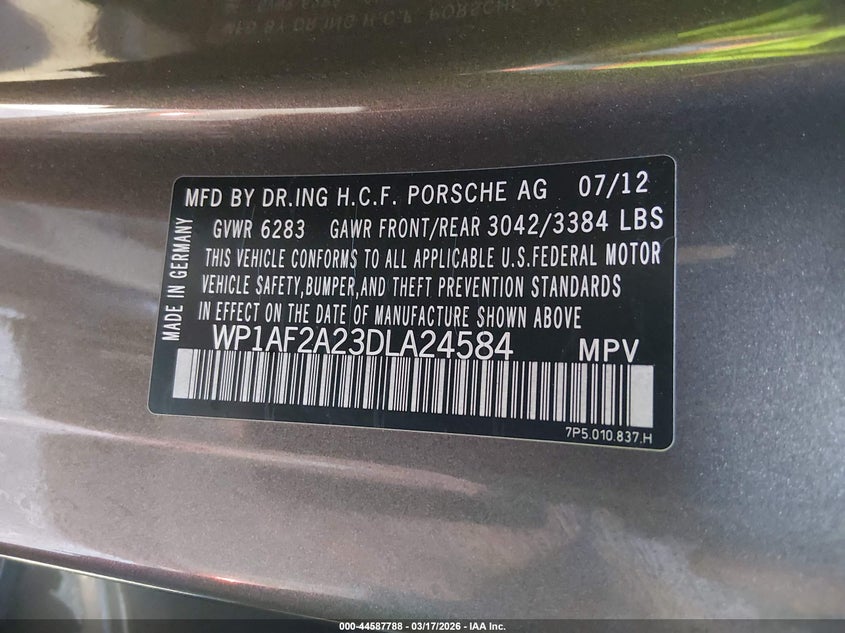 MFD BY DR.ING H.C.F. PORSCHE AG 07/12
GVWR 6283 GAWR FRONT/REAR 3042/3384 LBS
THIS VEHICLE CONFORMS TO ALL APPLICABLE U.S.FEDERAL MOTOR
VEHICLE SAFETY,BUMPER,AND THEFT PREVENTION STANDARDS
IN EFFECT ON THE DATE OF MANUFACTURE SHOWN ABOVE
WP1AF2A23DLA24584 MPV
7P5.010.837.H
MADE IN GERMANY
000-44587788 - 03/17/2026 - IAA Inc.